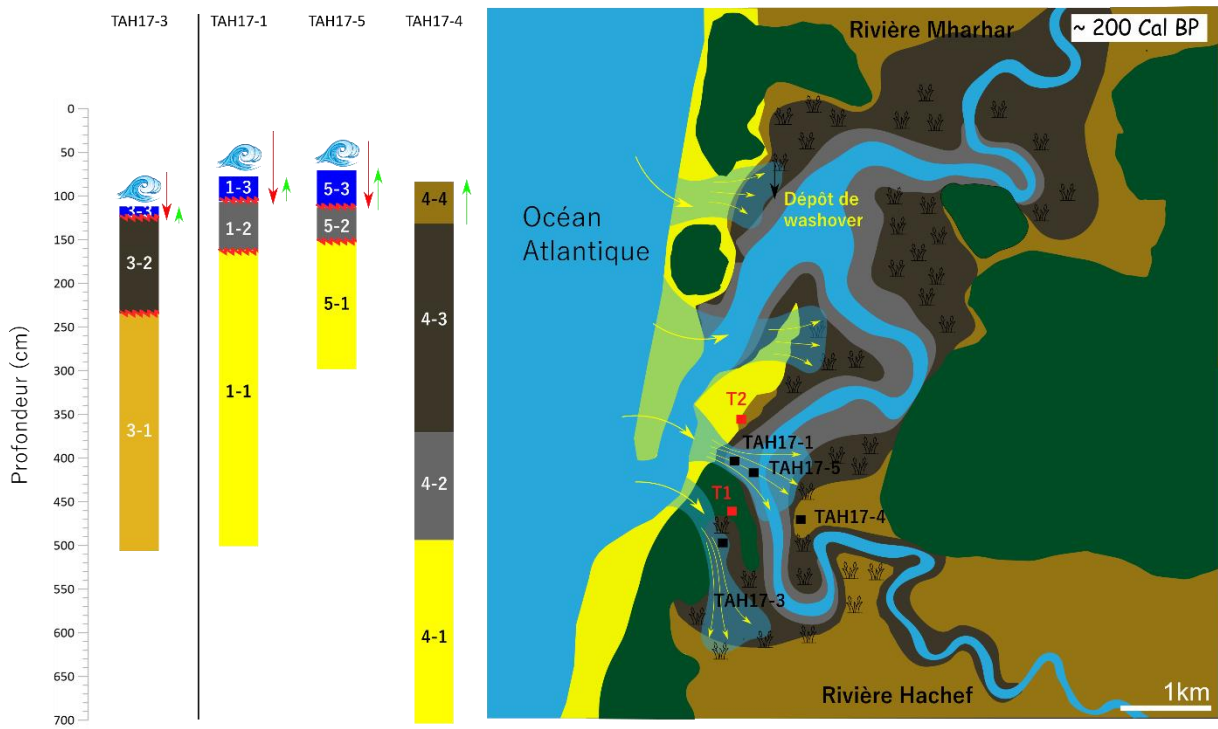 TAH17-3
TAH17-1
TAH17-5
TAH17-4
Profondeur (cm)
0
50
100
150
200
250
300
350
400
450
500
550
600
650
700
3-3
3-2
3-1
1-3
1-2
1-1
5-3
5-2
5-1
4-4
4-3
4-2
4-1
~ 200 Cal BP
Rivière Mharhar
Océan
Atlantique
Dépôt de
washover
T2
TAH17-1
TAH17-5
T1
TAH17-4
TAH17-3
Rivière Hachef
1km